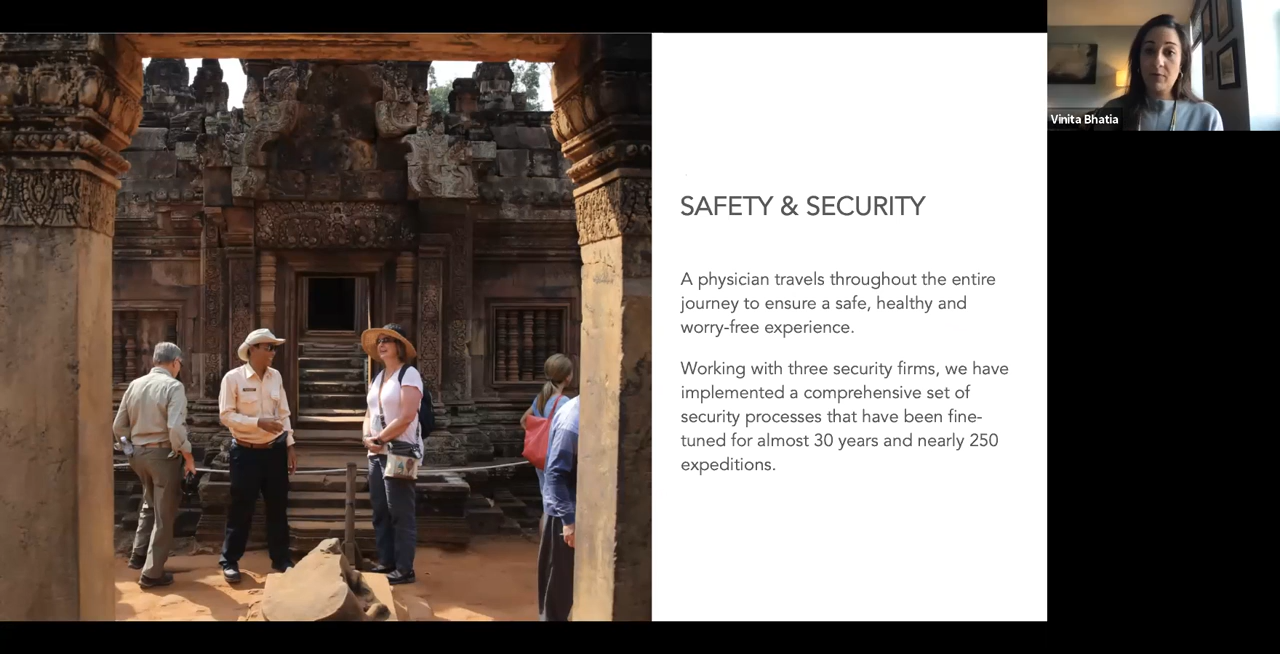 SAFETY & SECURITY
A physician travels throughout the entire
journey to ensure a safe, healthy and
worry-free experience.
Working with three security firms, we have
implemented a comprehensive set of
security processes that have been fine-
tuned for almost 30 years and nearly 250
expeditions.
Vinita Bhatia